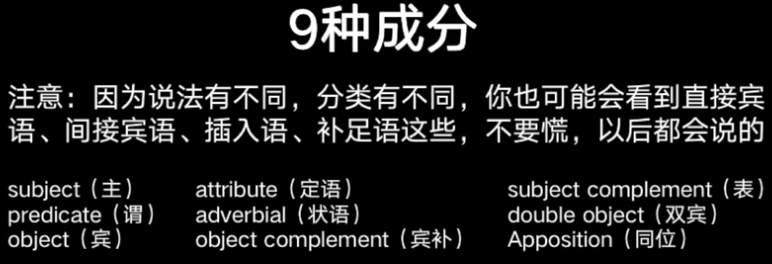 9种成分
注意：因为说法有不同，分类有不同，你也可能会看到直接宾
语、间接宾语、插入语、补足语这些，不要慌，以后都会说的
subject（主） attribute（定语） subject complement（表）
predicate（谓） adverbial（状语） double object（双宾）
object（宾） object complement（宾补） Apposition（同位）